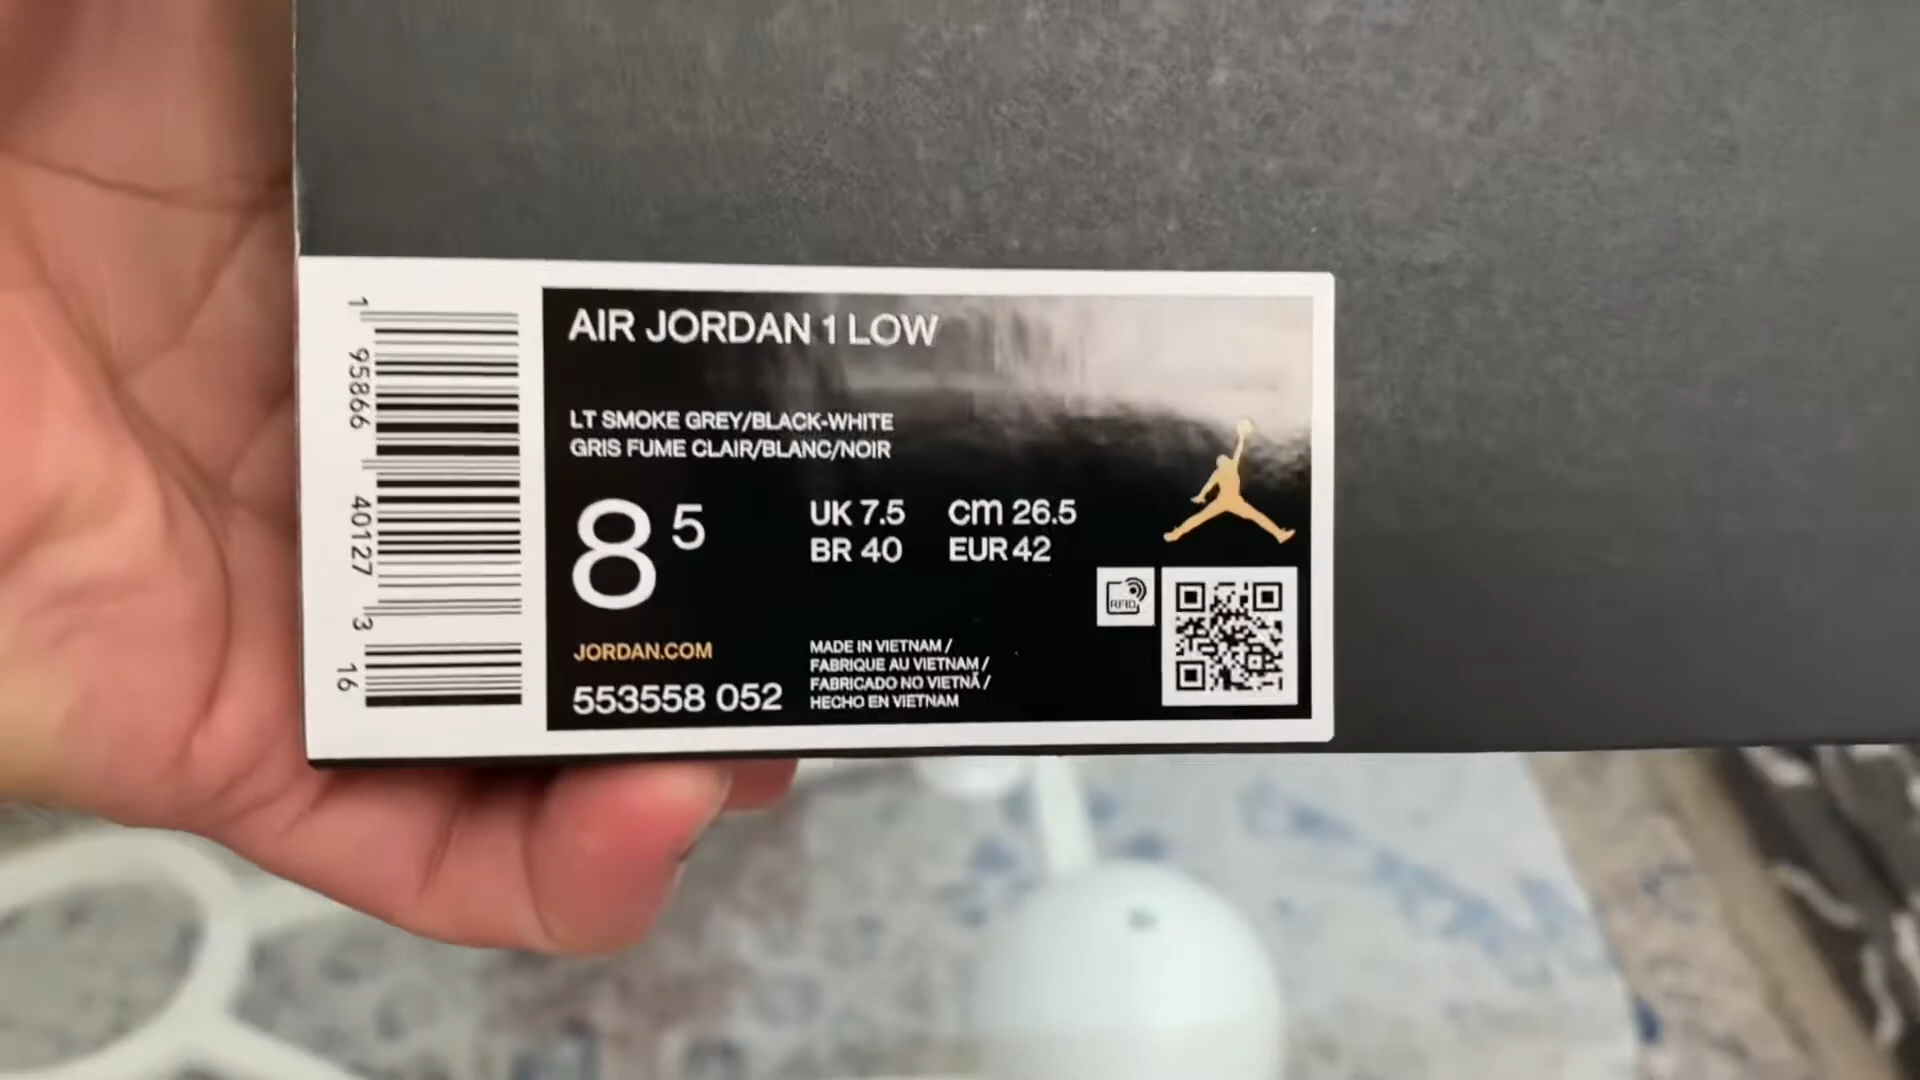 1 95866 40127 3 16
AIR JORDAN 1 LOW
LT SMOKE GREY/BLACK-WHITE
GRIS FUME CLAIR/BLANC/NOIR
8 5
UK 7.5 cm 26.5
BR 40 EUR 42
RFID
JORDAN.COM
553558 052
MADE IN VIETNAM /
FABRIQUE AU VIETNAM /
FABRICADO NO VIETNÃ /
HECHO EN VIETNAM